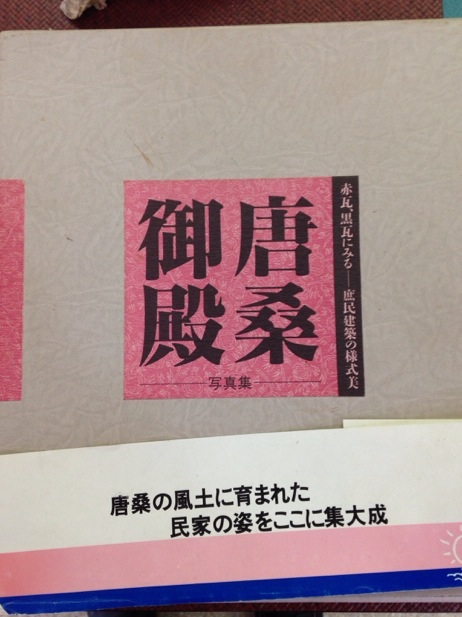 赤瓦、黒瓦にみる——庶民建築の様式美
唐桑
御殿
写真集
唐桑の風土に育まれた
民家の姿をここに集大成